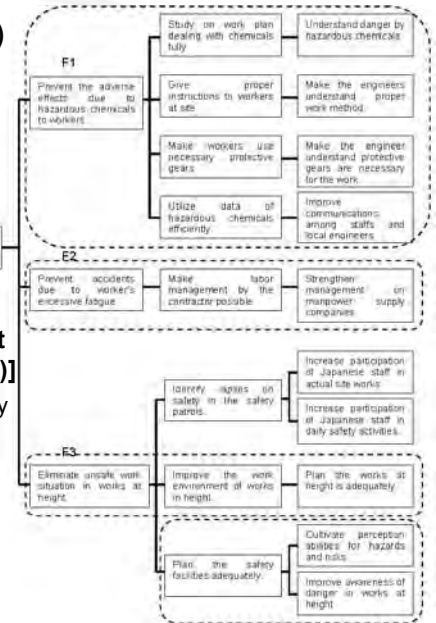 )
F1
Prevent the adverse
effects due to
hazardous chemicals
to workers
Study on work plan
dealing with chemicals
fully
Understand danger by
hazardous chemicals
Give proper
instructions to workers
at site
Make the engineers
understand proper
work method.
Make workers use
necessary protective
gears
Make the engineer
understand protective
gears are necessary
for the work.
Utilize data of
hazardous chemicals
efficiently
Improve
communications
among staffs and
local engineers
F2
Prevent accidents
due to worker's
excessive fatigue
Make labor
management by the
contractor possible
Strengthen
management on
manpower supply
companies
t
)]
y
F3
Eliminate unsafe work
situation in works at
height.
Identify lapses on
safety in the safety
patrols.
Increase participation
of Japanese staff in
actual site works
Increase participation
of Japanese staff in
daily safety activities.
Improve the work
environment of works
in height.
Plan the works at
height is adequately
Plan the safety
facilities adequately.
Cultivate perception
abilities for hazards
and risks
Improve awareness of
danger in works at
height